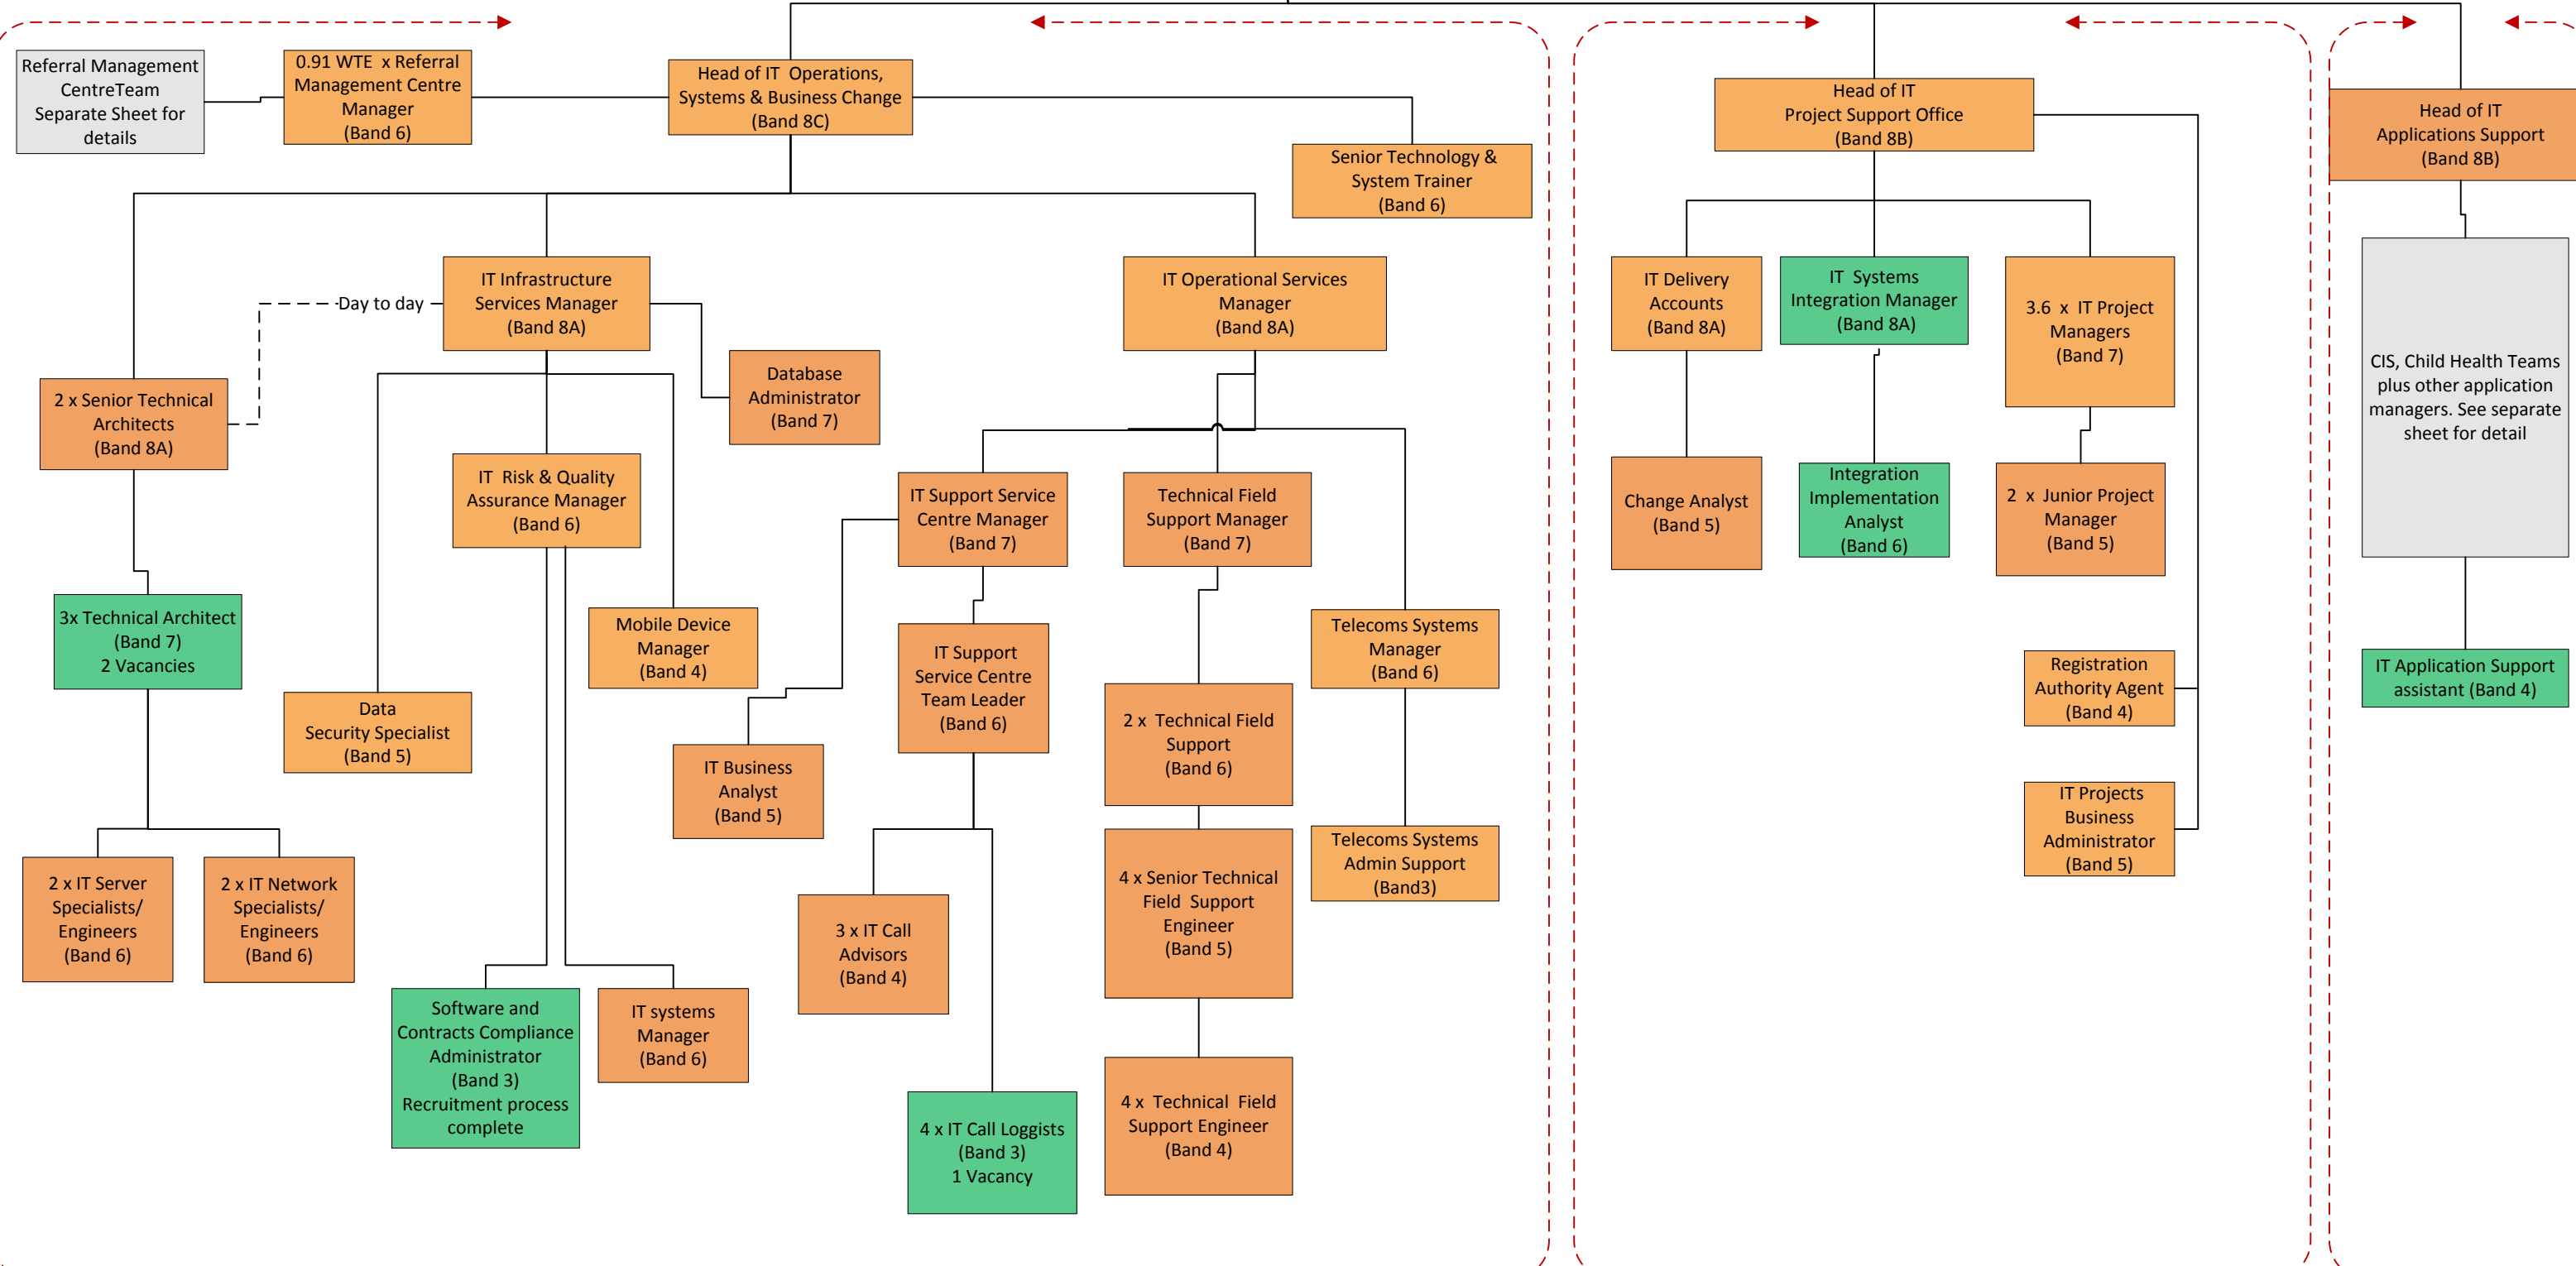 Referral Management
CentreTeam
Separate Sheet for
details
0.91 WTE x Referral
Management Centre
Manager
(Band 6)
Head of IT Operations,
Systems & Business Change
(Band 8C)
Senior Technology &
System Trainer
(Band 6)
Head of IT
Project Support Office
(Band 8B)
Head of IT
Applications Support
(Band 8B)
Day to day
IT Infrastructure
Services Manager
(Band 8A)
IT Operational Services
Manager
(Band 8A)
IT Delivery
Accounts
(Band 8A)
IT Systems
Integration Manager
(Band 8A)
3.6 x IT Project
Managers
(Band 7)
CIS, Child Health Teams
plus other application
managers. See separate
sheet for detail
2 x Senior Technical
Architects
(Band 8A)
Database
Administrator
(Band 7)
IT Risk & Quality
Assurance Manager
(Band 6)
IT Support Service
Centre Manager
(Band 7)
Technical Field
Support Manager
(Band 7)
Change Analyst
(Band 5)
Integration
Implementation
Analyst
(Band 6)
2 x Junior Project
Manager
(Band 5)
3x Technical Architect
(Band 7)
2 Vacancies
Mobile Device
Manager
(Band 4)
IT Support
Service Centre
Team Leader
(Band 6)
Telecoms Systems
Manager
(Band 6)
Registration
Authority Agent
(Band 4)
IT Application Support
assistant (Band 4)
Data
Security Specialist
(Band 5)
IT Business
Analyst
(Band 5)
2 x Technical Field
Support
(Band 6)
IT Projects
Business
Administrator
(Band 5)
2 x IT Server
Specialists/
Engineers
(Band 6)
2 x IT Network
Specialists/
Engineers
(Band 6)
3 x IT Call
Advisors
(Band 4)
4 x Senior Technical
Field Support
Engineer
(Band 5)
Telecoms Systems
Admin Support
(Band3)
Software and
Contracts Compliance
Administrator
(Band 3)
Recruitment process
complete
IT systems
Manager
(Band 6)
4 x IT Call Loggists
(Band 3)
1 Vacancy
4 x Technical Field
Support Engineer
(Band 4)